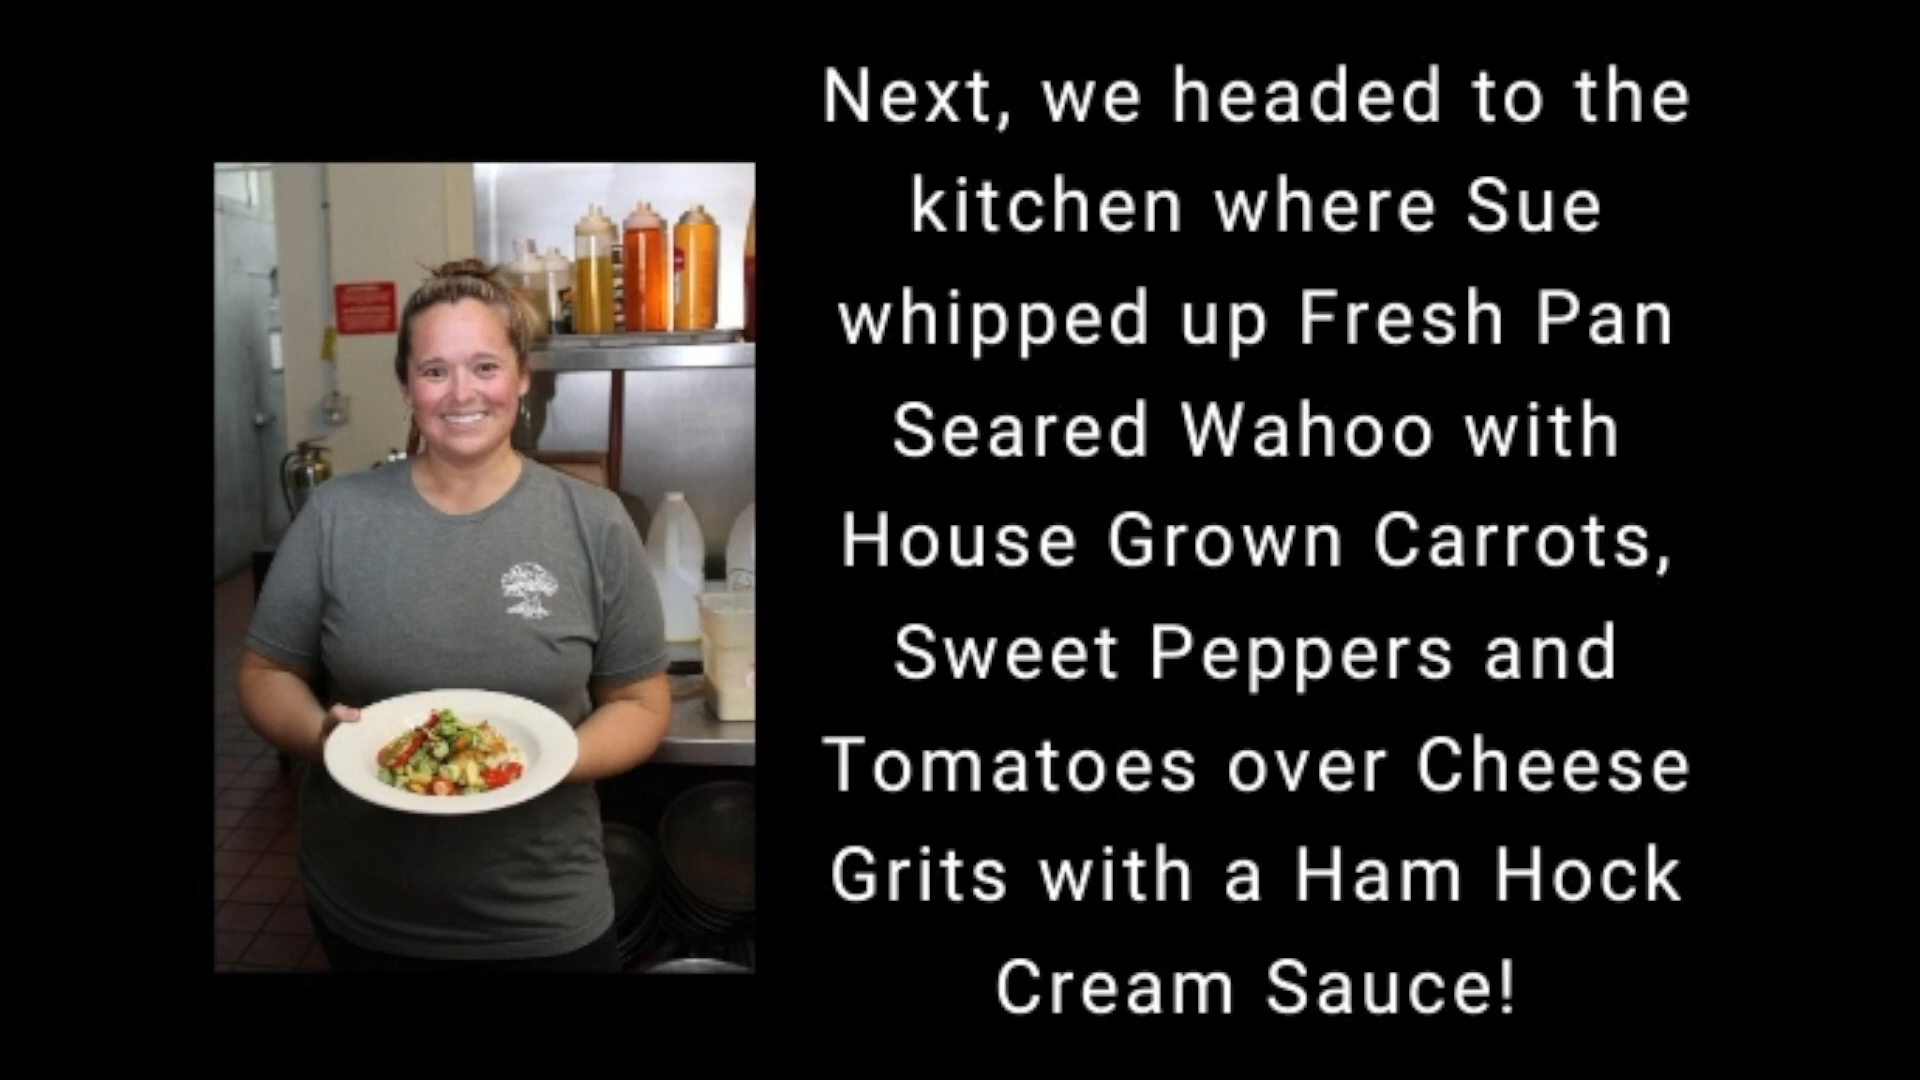 Next, we headed to the
kitchen where Sue
whipped up Fresh Pan
Seared Wahoo with
House Grown Carrots,
Sweet Peppers and
Tomatoes over Cheese
Grits with a Ham Hock
Cream Sauce!